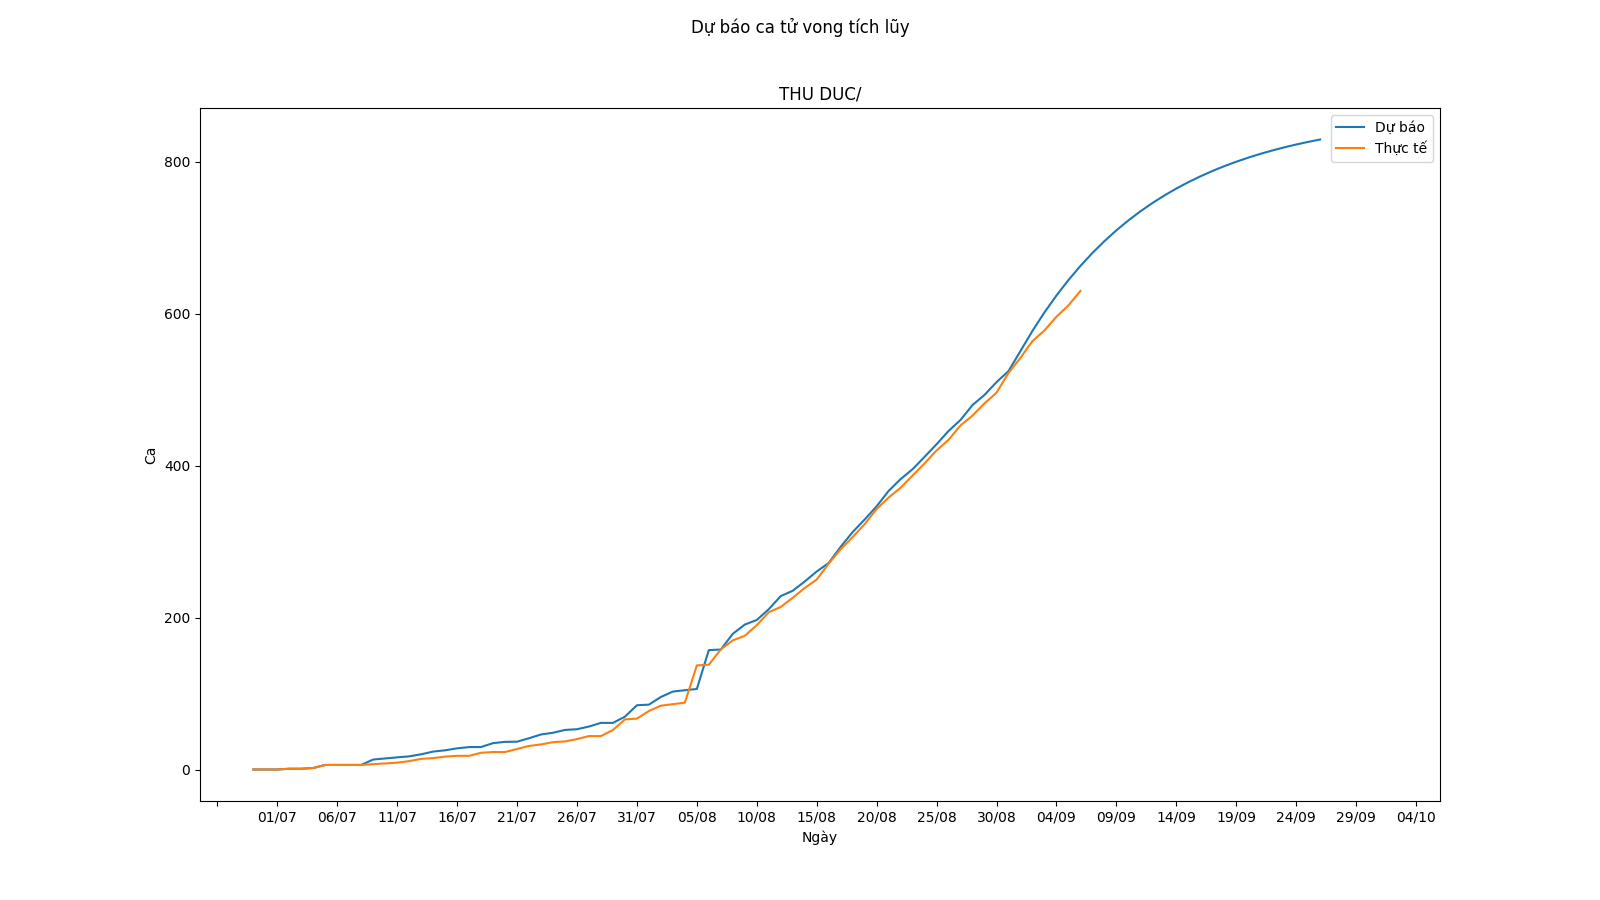 Dự báo ca tử vong tích lũy
THU DUC/
Dự báo
Thực tế
800
600
400
200
0
Ca
01/07 06/07 11/07 16/07 21/07 26/07 31/07 05/08 10/08 15/08 20/08 25/08 30/08 04/09 09/09 14/09 19/09 24/09 29/09 04/10
Ngày